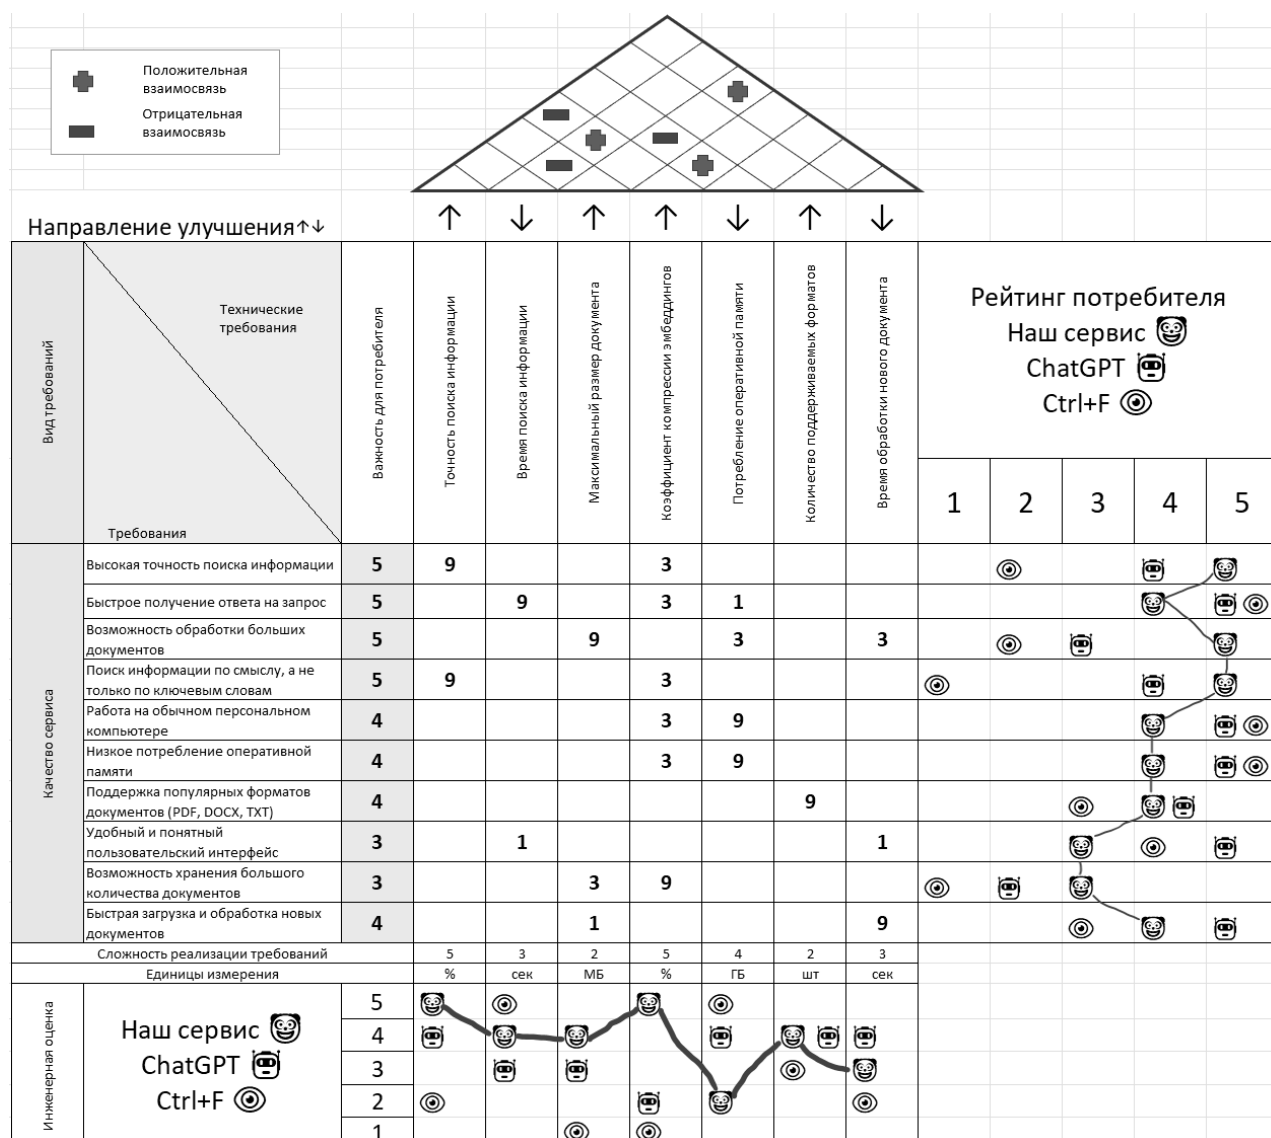 Положительная
взаимосвязь
Отрицательная
взаимосвязь
Направление улучшения↑↓
↑ ↓ ↑ ↑ ↓ ↑ ↓
Вид требований
Технические
требования
Требования
Важность для потребителя
Точность поиска информации
Время поиска информации
Максимальный размер документа
Коэффициент компрессии эмбеддингов
Потребление оперативной памяти
Количество поддерживаемых форматов
Время обработки нового документа
Рейтинг потребителя
Наш сервис
ChatGPT
Ctrl+F
1 2 3 4 5
Качество сервиса
Высокая точность поиска информации 5 9 3
Быстрое получение ответа на запрос 5 9 3 1
Возможность обработки больших
документов 5 9 3 3
Поиск информации по смыслу, а не
только по ключевым словам 5 9 3
Работа на обычном персональном
компьютере 4 3 9
Низкое потребление оперативной
памяти 4 3 9
Поддержка популярных форматов
документов (PDF, DOCX, TXT) 4 9
Удобный и понятный
пользовательский интерфейс 3 1 1
Возможность хранения большого
количества документов 3 3 9
Быстрая загрузка и обработка новых
документов 4 1 9
Сложность реализации требований 5 3 2 5 4 2 3
Единицы измерения % сек МБ % ГБ шт сек
Инженерная оценка
Наш сервис
ChatGPT
Ctrl+F
5
4
3
2
1